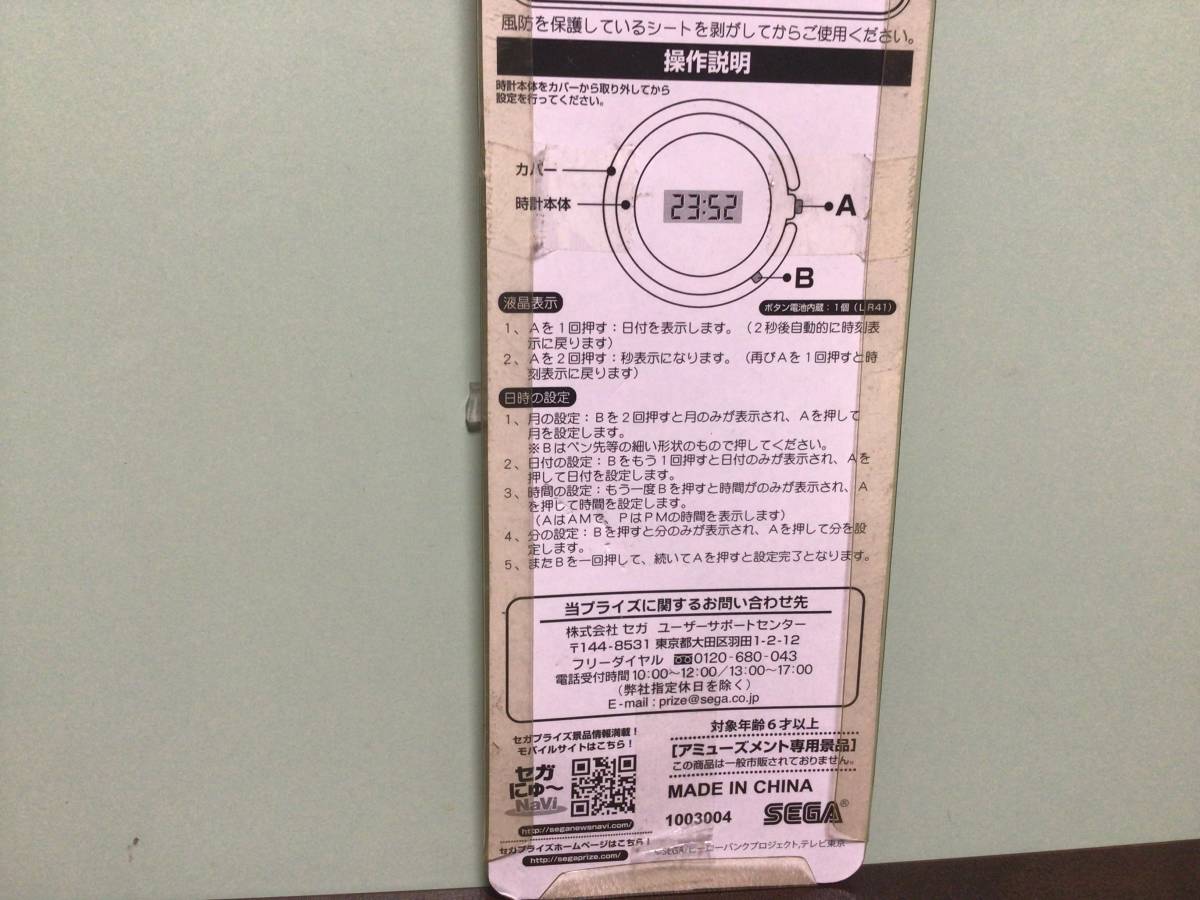 風防を保護しているシートを剥がしてからご使用ください。
操作説明
時計本体をカバーから取り外してから
設定を行ってください。
カバー
時計本体
23:52
A
B
液晶表示
ボタン電池内蔵：1個（LR41）
1、Aを1回押す：日付を表示します。（2秒後自動的に時刻表
示に戻ります）
2、Aを2回押す：秒表示になります。（再びAを1回押すと時
刻表示に戻ります）
日時の設定
1、月の設定：Bを2回押すと月のみが表示され、Aを押して
月を設定します。
※Bはペン先等の細い形状のもので押してください。
2、日付の設定：Bをもう1回押すと日付のみが表示され、Aを
押して日付を設定します。
3、時間の設定：もう一度Bを押すと時間がのみが表示され、A
を押して時間を設定します。
（AはAMで、PはPMの時間を表示します）
4、分の設定：Bを押すと分のみが表示され、Aを押して分を設
定します。
5、またBを一回押して、続いてAを押すと設定完了となります。
当プライズに関するお問い合わせ先
株式会社 セガ ユーザーサポートセンター
〒144-8531 東京都大田区羽田1-2-12
フリーダイヤル 0120-680-043
電話受付時間 10:00～12:00／13:00～17:00
（弊社指定休日を除く）
E-mail : prize@sega.co.jp
セガプライズ景品情報満載！
モバイルサイトはこちら！
セガ
にゅ～
NaVi
http://seganewsnavi.com/
セガプライズホームページはこちら！
http://segaprize.com/
対象年齢6才以上
［アミューズメント専用景品］
この商品は一般市販されておりません。
MADE IN CHINA
1003004
SEGA®
©SEGA/ピーカーバンクプロジェクト,テレビ東京